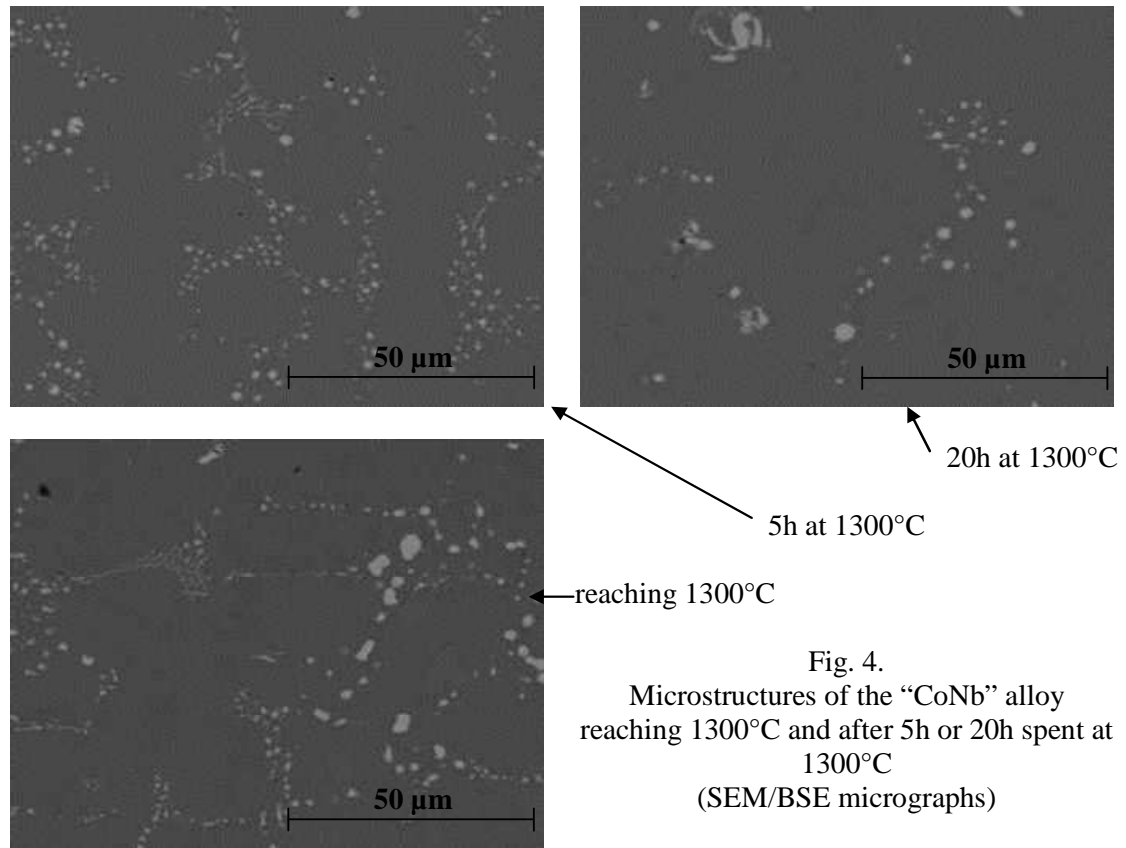 50 µm
50 µm
20h at 1300°C
5h at 1300°C
reaching 1300°C
50 µm
Fig. 4.
Microstructures of the “CoNb” alloy
reaching 1300°C and after 5h or 20h spent at
1300°C
(SEM/BSE micrographs)